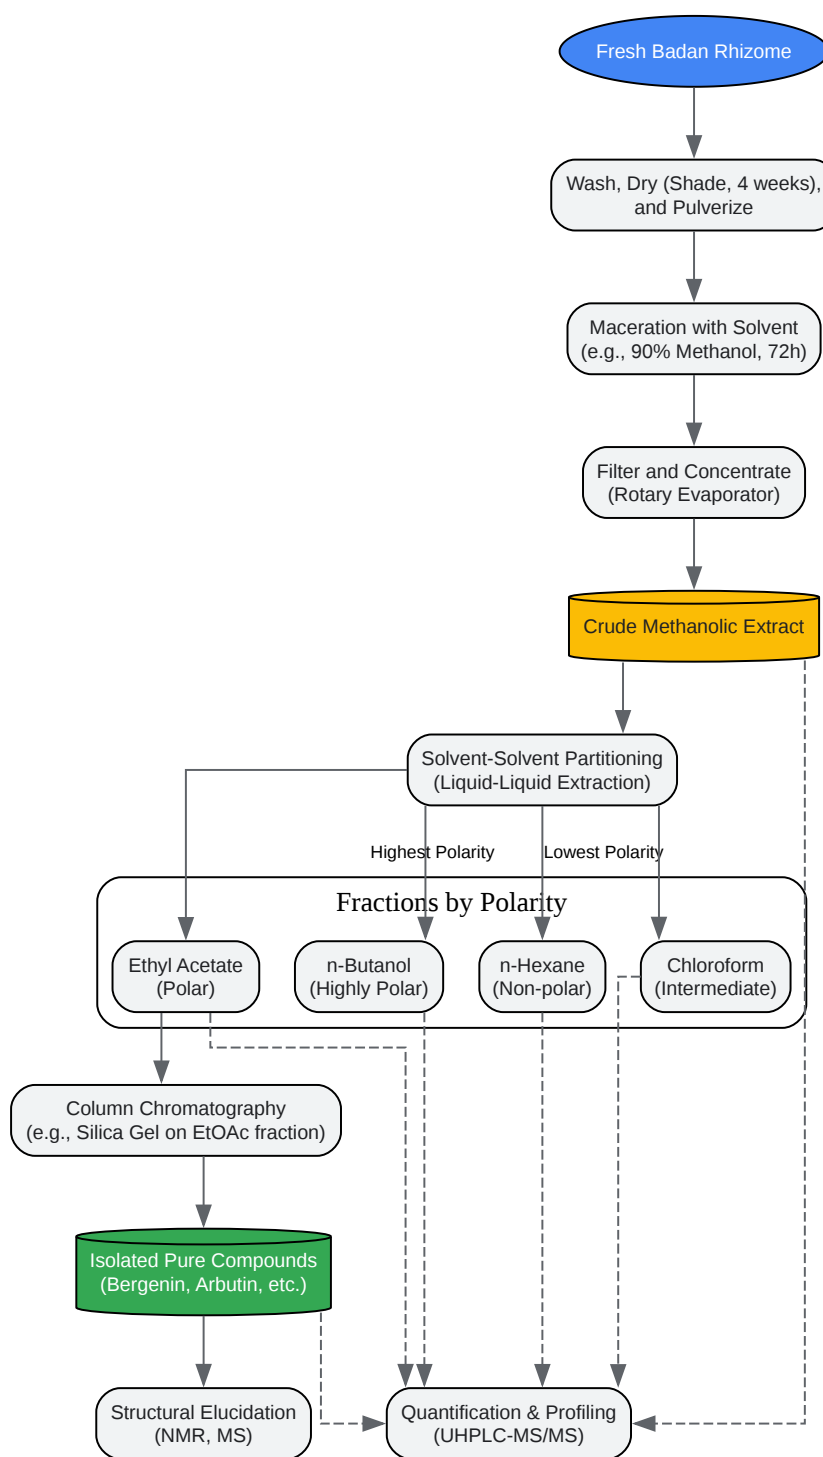 Fresh Badan Rhizome
Wash, Dry (Shade, 4 weeks),
and Pulverize
Maceration with Solvent
(e.g., 90% Methanol, 72h)
Filter and Concentrate
(Rotary Evaporator)
Crude Methanolic Extract
Solvent-Solvent Partitioning
(Liquid-Liquid Extraction)
Highest Polarity
Lowest Polarity
Fractions by Polarity
Ethyl Acetate
(Polar)
n-Butanol
(Highly Polar)
n-Hexane
(Non-polar)
Chloroform
(Intermediate)
Column Chromatography
(e.g., Silica Gel on EtOAc fraction)
Isolated Pure Compounds
(Bergenin, Arbutin, etc.)
Structural Elucidation
(NMR, MS)
Quantification & Profiling
(UHPLC-MS/MS)